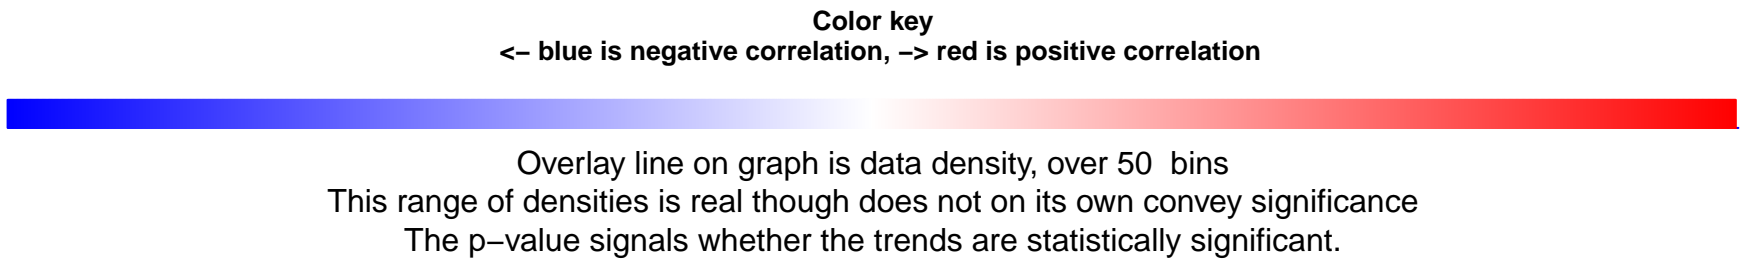 Color key
<− blue is negative correlation, −> red is positive correlation
Overlay line on graph is data density, over 50  bins
This range of densities is real though does not on its own convey significance
The p−value signals whether the trends are statistically significant.